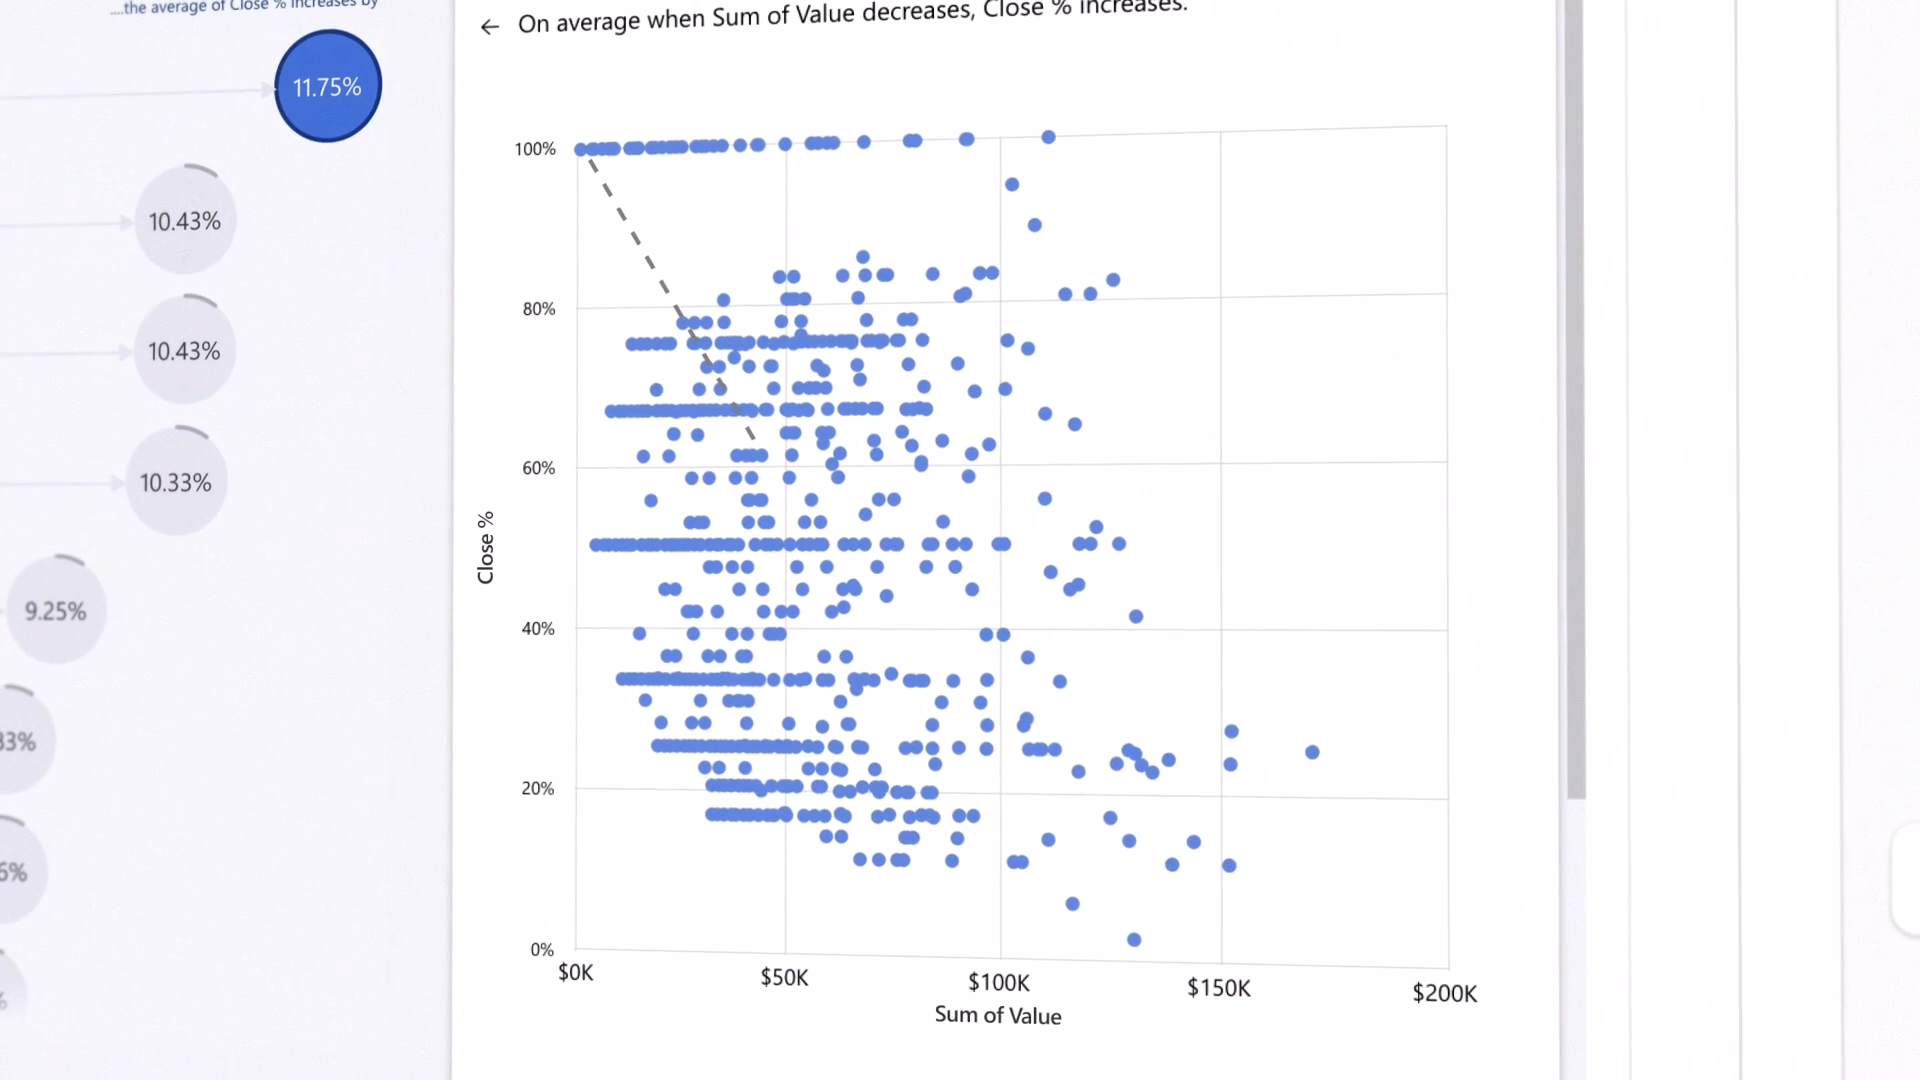 ....the average of Close % increases by
11.75%
10.43%
10.43%
10.33%
9.25%
33%
6%
%
← On average when Sum of Value decreases, Close % increases.
100%
80%
60%
40%
20%
0%
Close %
$0K
$50K
$100K
$150K
$200K
Sum of Value